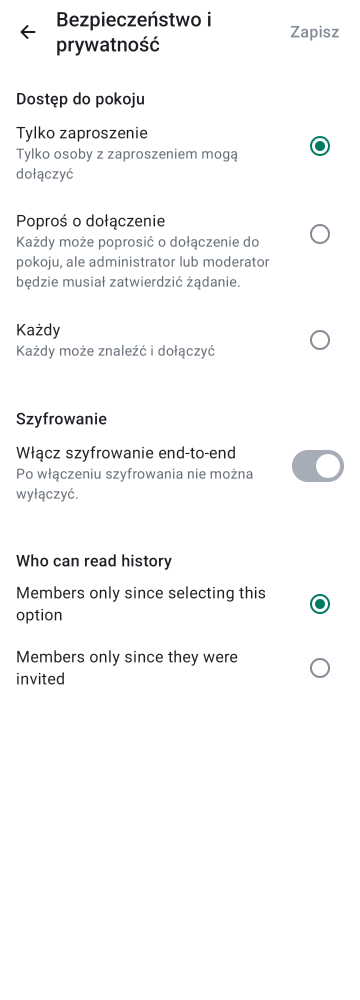 Bezpieczeństwo i
prywatność
Zapisz
Dostęp do pokoju
Tylko zaproszenie
Tylko osoby z zaproszeniem mogą
dołączyć
Poproś o dołączenie
Każdy może poprosić o dołączenie do
pokoju, ale administrator lub moderator
będzie musiał zatwierdzić żądanie.
Każdy
Każdy może znaleźć i dołączyć
Szyfrowanie
Włącz szyfrowanie end-to-end
Po włączeniu szyfrowania nie można
wyłączyć.
Who can read history
Members only since selecting this
option
Members only since they were
invited